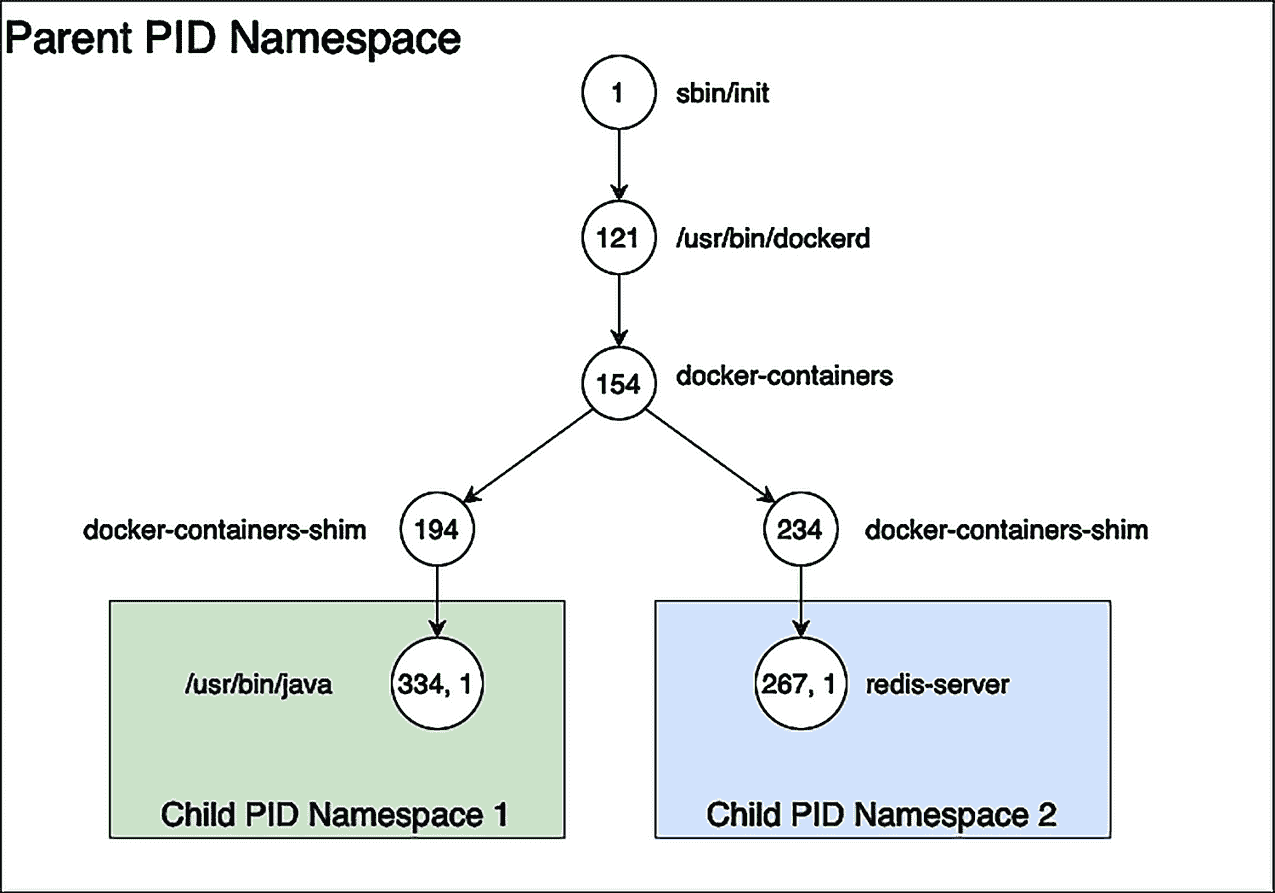 Parent PID Namespace
1
sbin/init
121
/usr/bin/dockerd
154
docker-containers
docker-containers-shim
194
234
docker-containers-shim
/usr/bin/java
334, 1
267, 1
redis-server
Child PID Namespace 1
Child PID Namespace 2